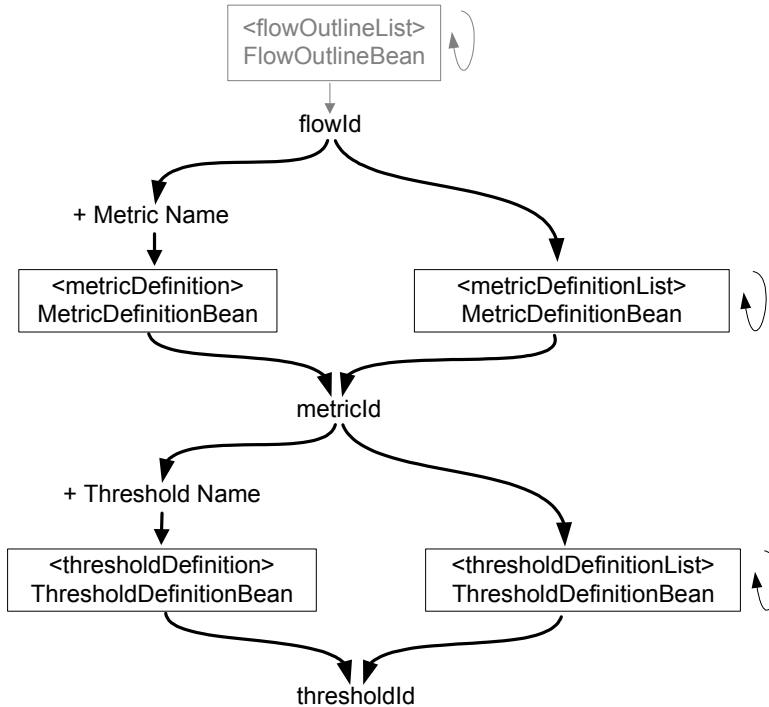 <flowOutlineList>
FlowOutlineBean
flowId
+ Metric Name
<metricDefinition>
MetricDefinitionBean
<metricDefinitionList>
MetricDefinitionBean
metricId
+ Threshold Name
<thresholdDefinition>
ThresholdDefinitionBean
<thresholdDefinitionList>
ThresholdDefinitionBean
thresholdId